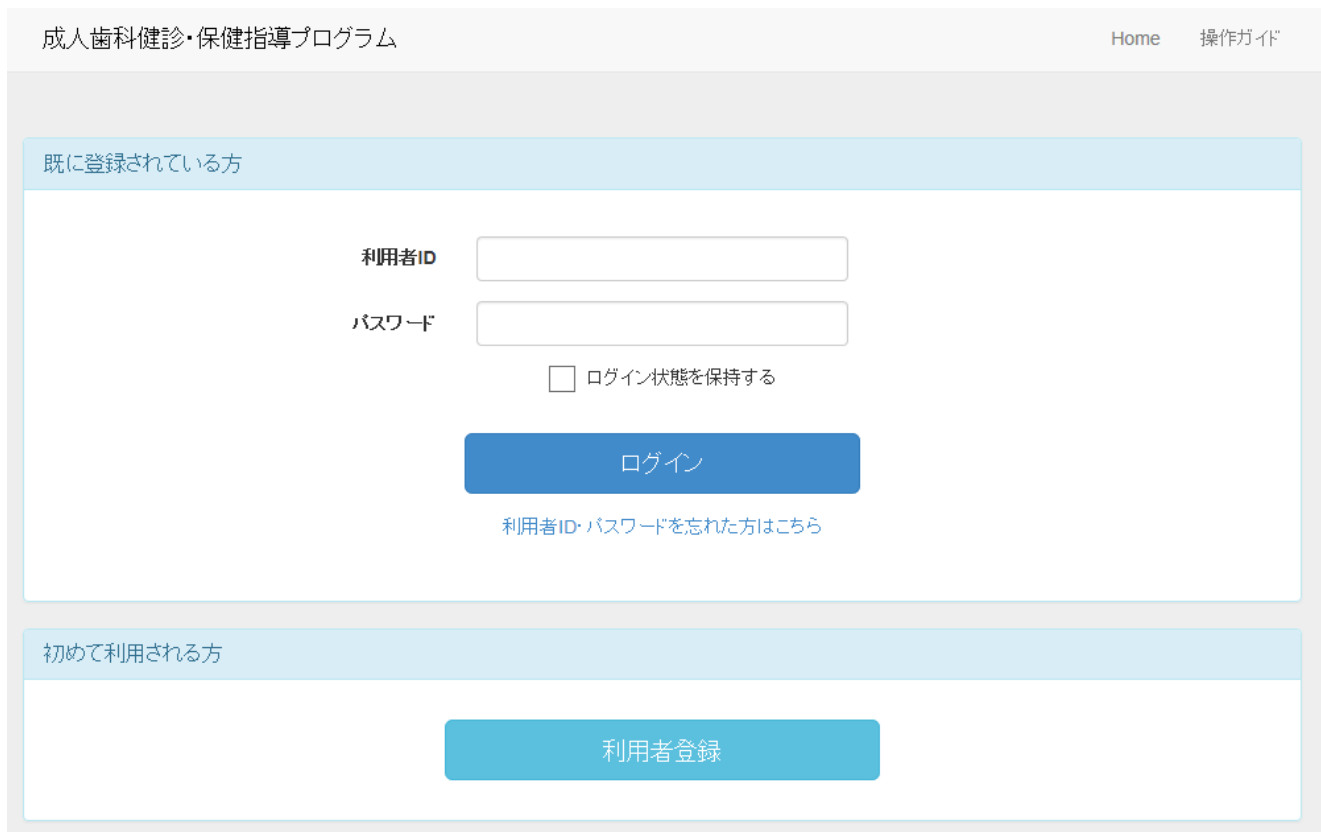 成人歯科健診・保健指導プログラム Home 操作ガイド
既に登録されている方
利用者ID
パスワード
ログイン状態を保持する
ログイン
利用者ID・パスワードを忘れた方はこちら
初めて利用される方
利用者登録